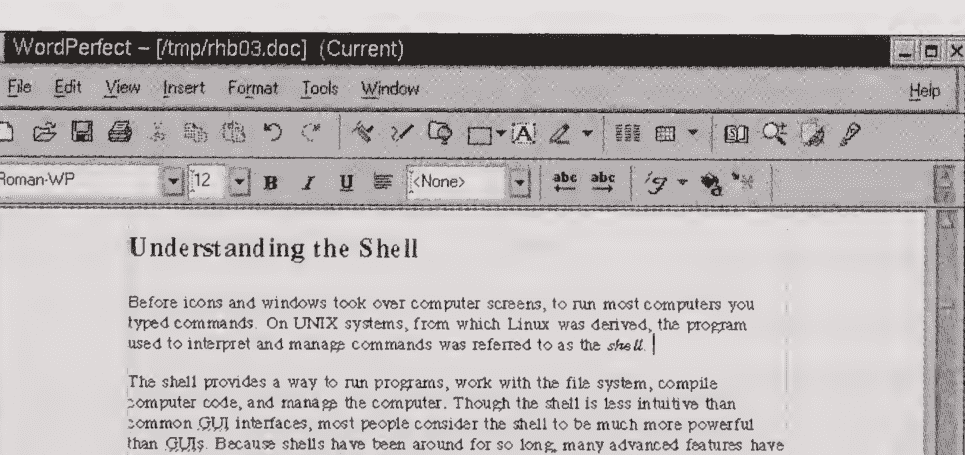 WordPerfect – [/tmp/rhb03.doc] (Current)
File Edit View Insert Format Tools Window Help
Roman-WP 12 B I U <None> abc abc
Understanding the Shell
Before icons and windows took over computer screens, to run most computers you
typed commands. On UNIX systems, from which Linux was derived, the program
used to interpret and manage commands was referred to as the shell.
The shell provides a way to run programs, work with the file system, compile
computer code, and manage the computer. Though the shell is less intuitive than
common GUI interfaces, most people consider the shell to be much more powerful
than GUIs. Because shells have been around for so long, many advanced features have